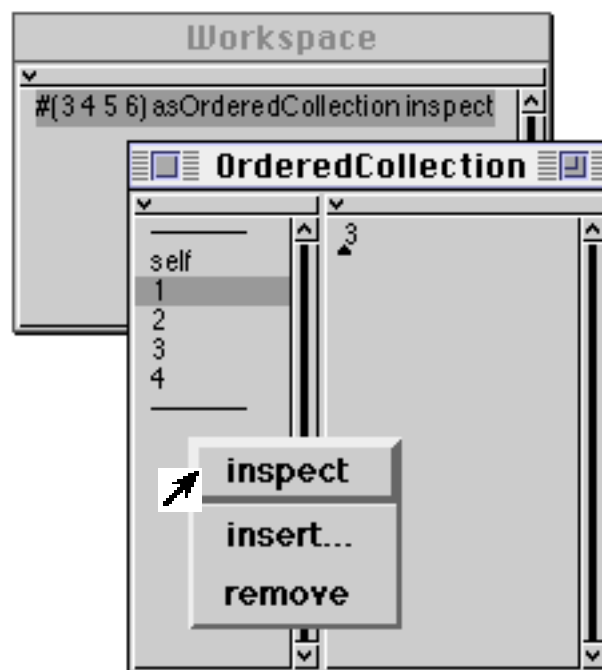 Workspace
#(3 4 5 6) asOrderedCollection inspect
OrderedCollection
self
1
2
3
4
3
inspect
insert...
remove